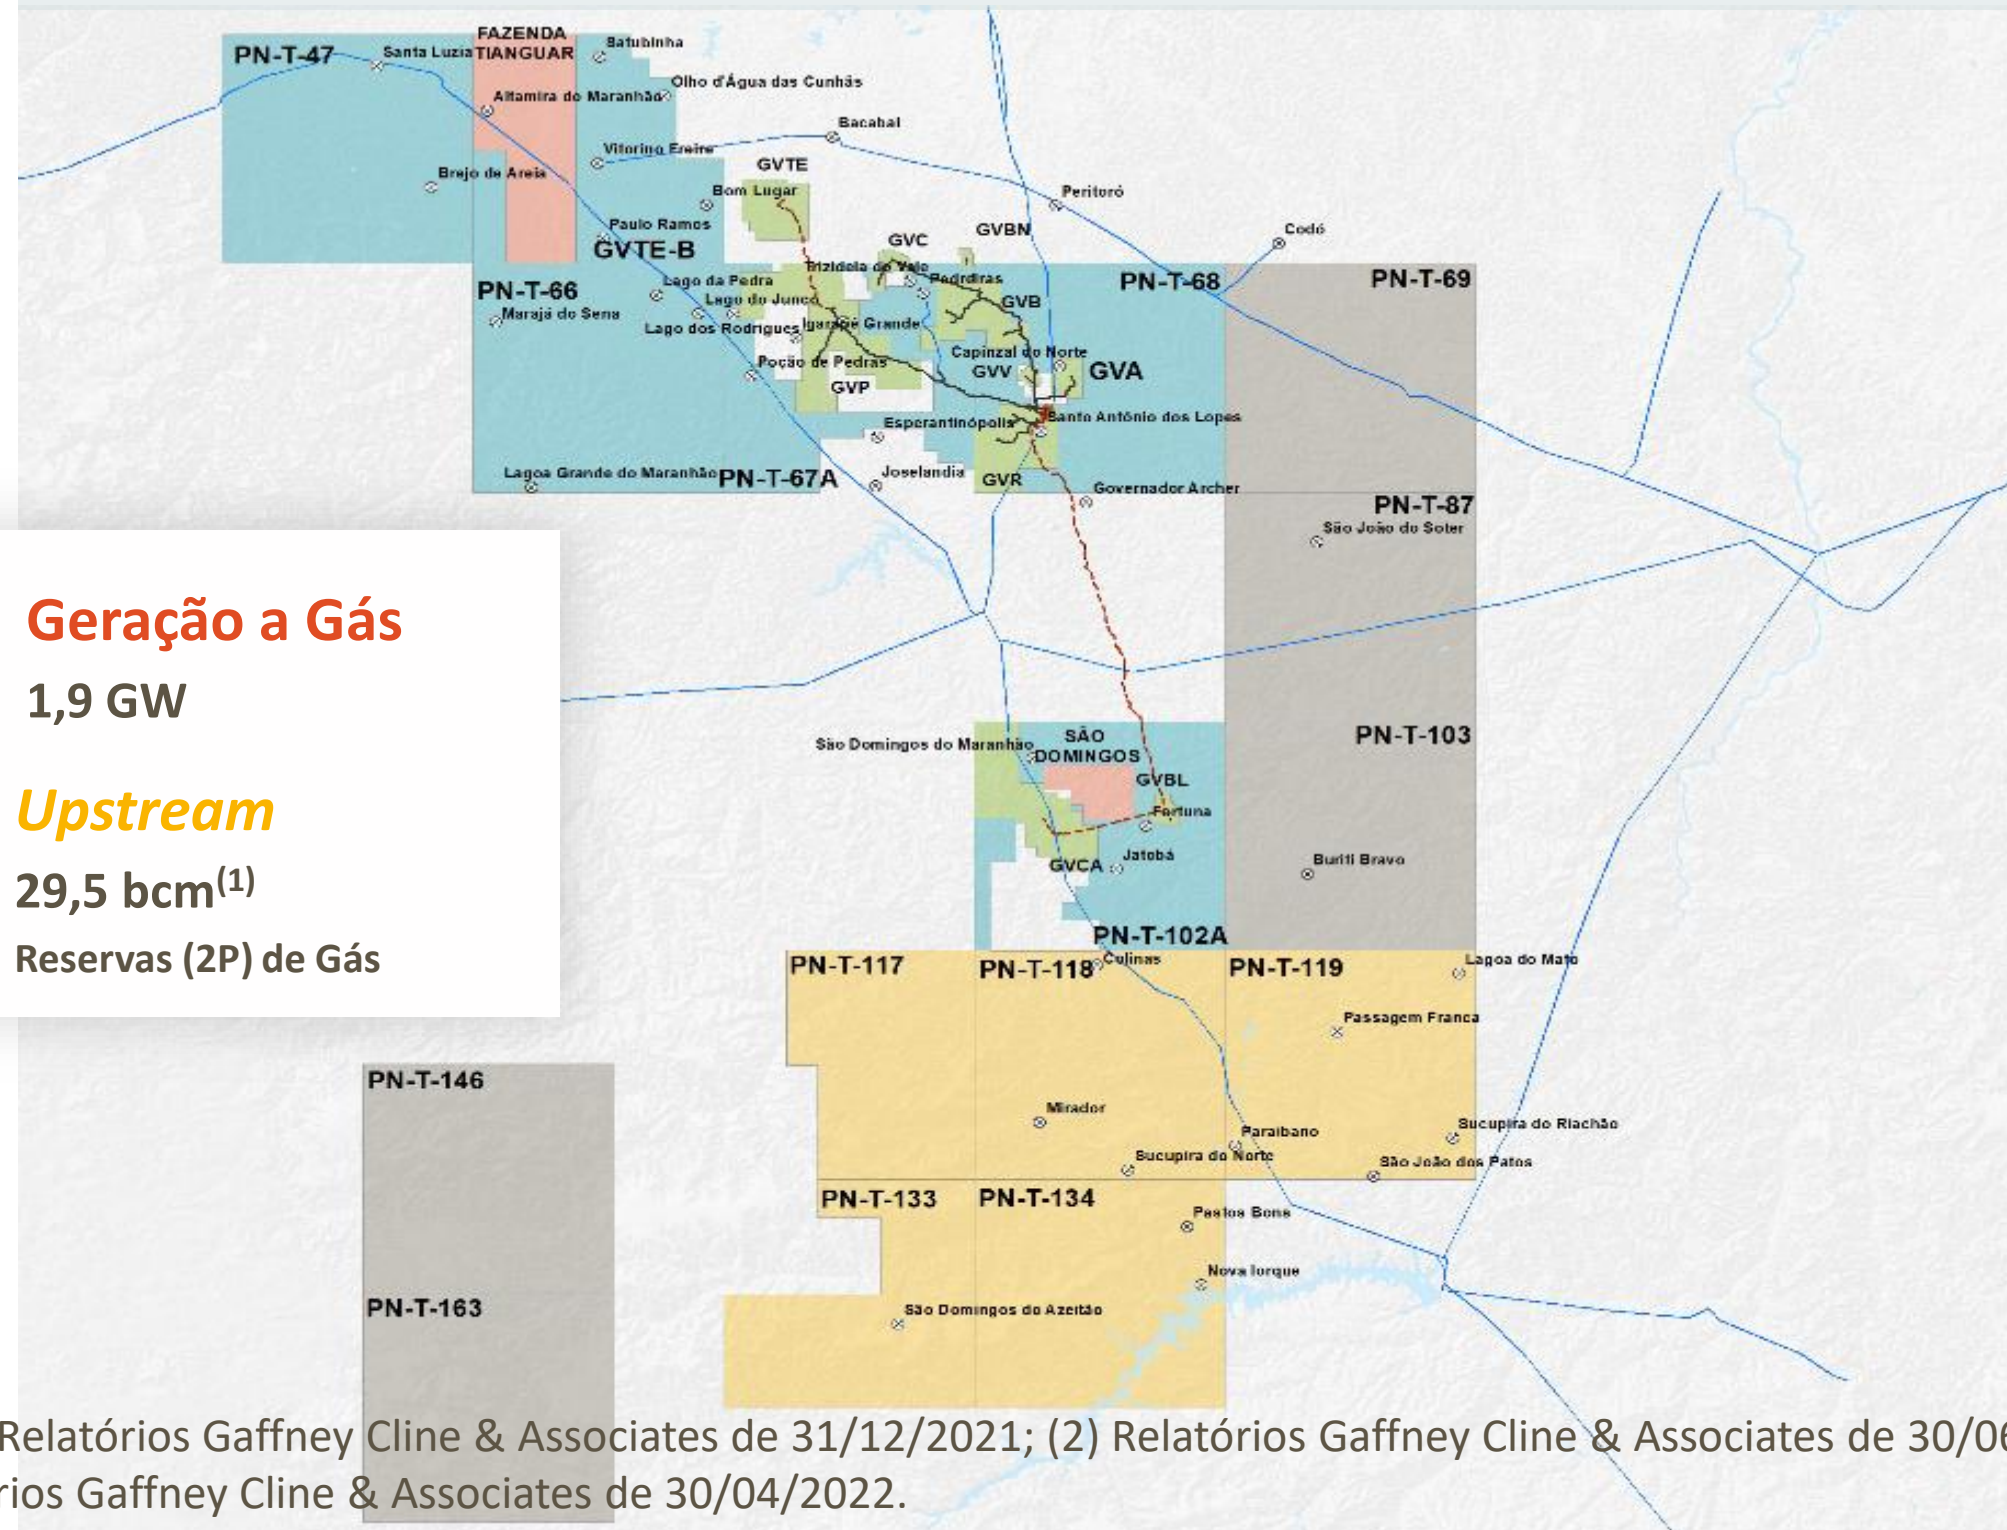 FAZENDA
TIANGUAR
PN-T-47
Santa Luzia
Satubinha
Olho d'Água das Cunhãs
Altamira do Maranhão
Bacabal
Vitorino Freire
GVTE
Brejo de Areia
Bom Lugar
Peritoró
Paulo Ramos
GVTE-B
GVC
GVBN
Codó
Trizidela do Vale
Pedreiras
PN-T-66
Lago da Pedra
PN-T-68
PN-T-69
Marajá do Sena
Lago do Junco
GVB
Lago dos Rodrigues
Igarapé Grande
Capinzal do Norte
Poção de Pedras
GVV
GVA
GVP
Esperantinópolis
Santo Antônio dos Lopes
Lagoa Grande do Maranhão
PN-T-67A
Joselandia
GVR
Governador Archer
PN-T-87
São João do Soter
Geração a Gás
1,9 GW
Upstream
29,5 bcm(1)
Reservas (2P) de Gás
São Domingos do Maranhão
SÃO
DOMINGOS
PN-T-103
GVBL
Fortuna
GVCA
Jatobá
Buriti Bravo
PN-T-102A
PN-T-117
PN-T-118
Colinas
PN-T-119
Lagoa do Mato
Passagem Franca
PN-T-146
Mirador
Paraibano
Sucupira do Riachão
Sucupira do Norte
São João dos Patos
PN-T-133
PN-T-134
Pastos Bons
Nova Iorque
PN-T-163
São Domingos do Azeitão
Relatórios Gaffney Cline & Associates de 31/12/2021; (2) Relatórios Gaffney Cline & Associates de 30/06
rios Gaffney Cline & Associates de 30/04/2022.